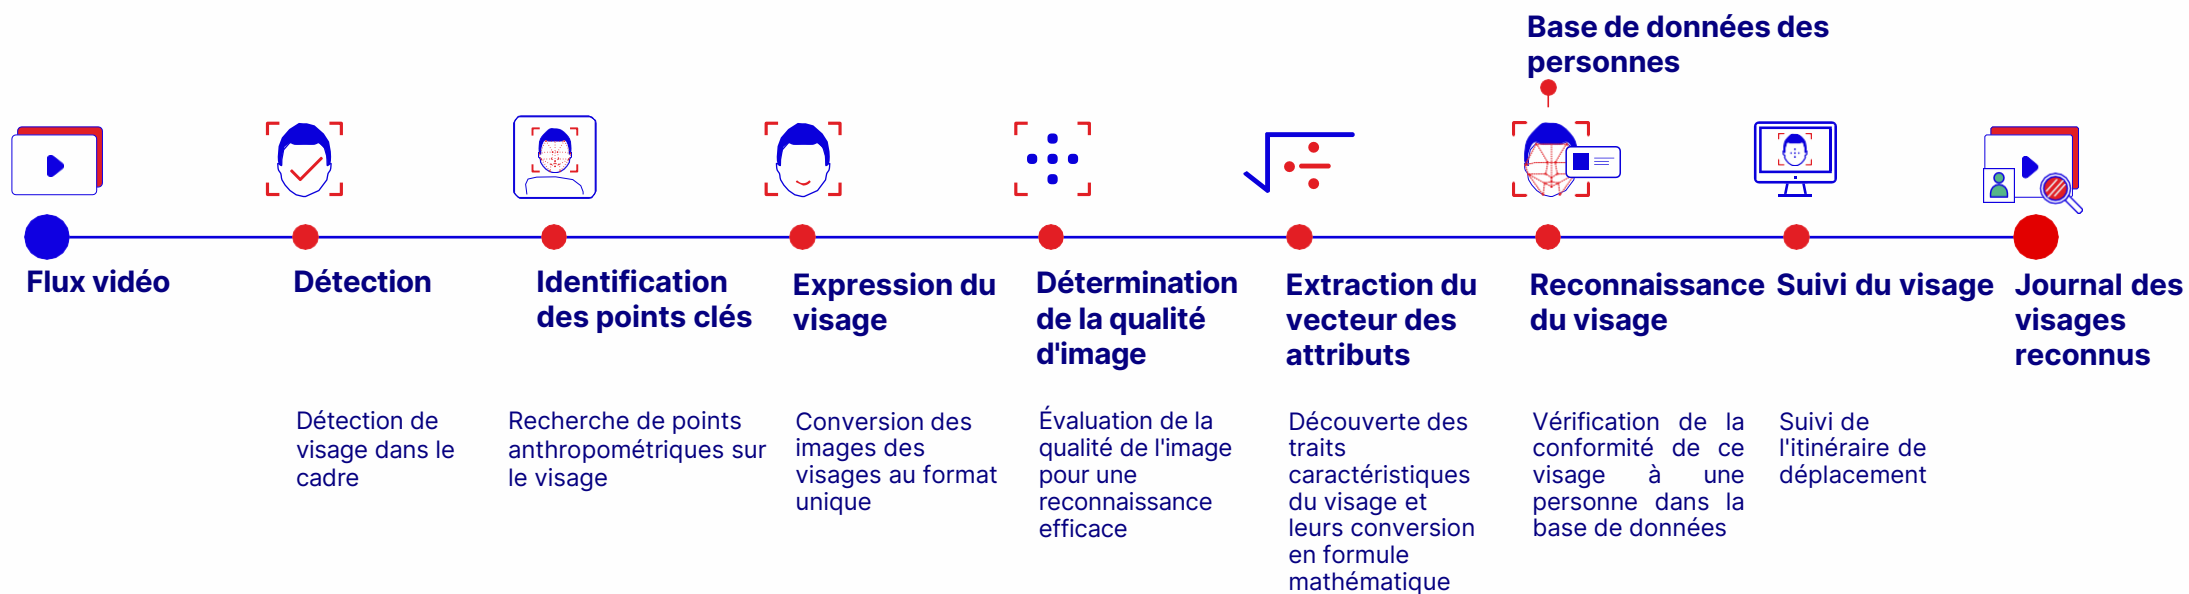 Base de données des
personnes
Flux vidéo
Détection
Détection de
visage dans le
cadre
Identification
des points clés
Recherche de points
anthropométriques sur
le visage
Expression du
visage
Conversion des
images des
visages au format
unique
Détermination
de la qualité
d'image
Évaluation de la
qualité de l'image
pour une
reconnaissance
efficace
Extraction du
vecteur des
attributs
Découverte des
traits
caractéristiques
du visage et
leurs conversion
en formule
mathématique
Reconnaissance
du visage
Vérification de la
conformité de ce
visage à une
personne dans la
base de données
Suivi du visage
Suivi de
l'itinéraire de
déplacement
Journal des
visages
reconnus